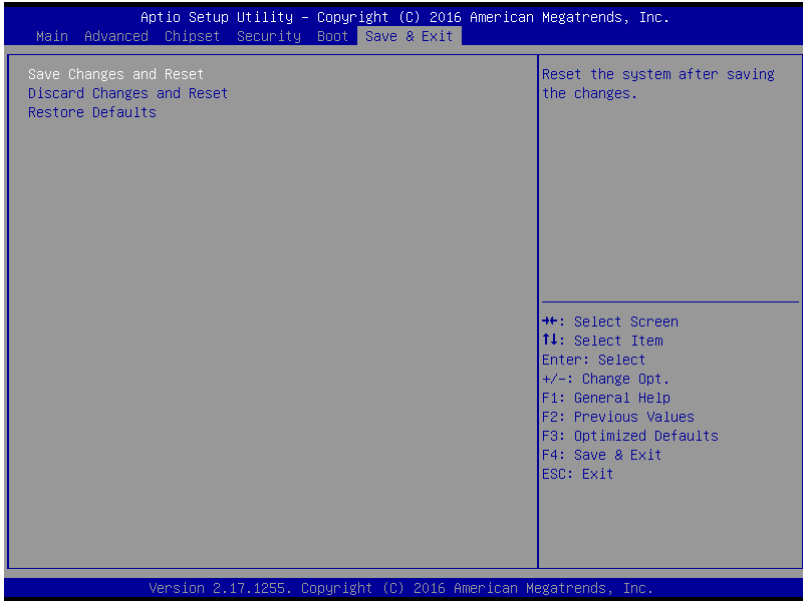 Aptio Setup Utility – Copyright (C) 2016 American Megatrends, Inc.
Main Advanced Chipset Security Boot Save & Exit
Save Changes and Reset
Discard Changes and Reset
Restore Defaults
Reset the system after saving
the changes.
→←: Select Screen
↑↓: Select Item
Enter: Select
+/-: Change Opt.
F1: General Help
F2: Previous Values
F3: Optimized Defaults
F4: Save & Exit
ESC: Exit
Version 2.17.1255. Copyright (C) 2016 American Megatrends, Inc.